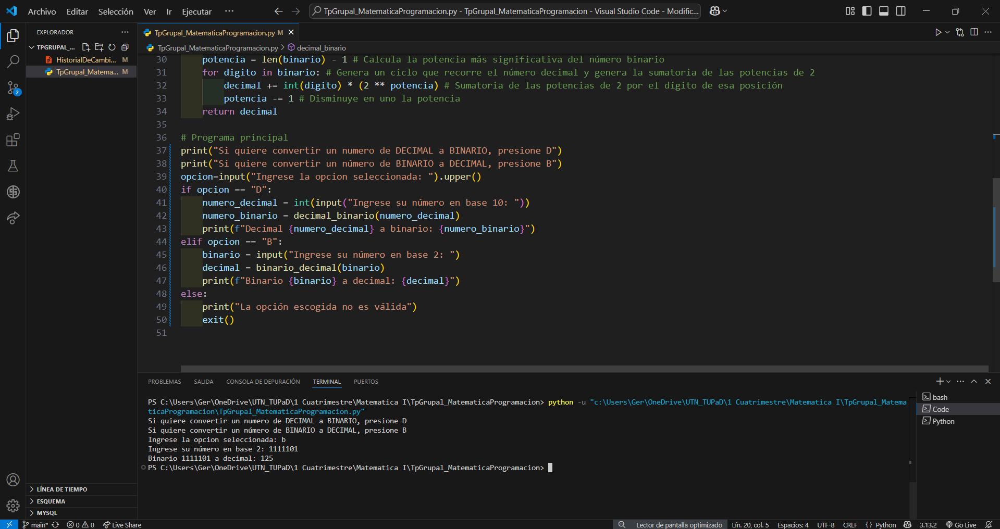 Archivo Editar Selección Ver Ir Ejecutar ···
TpGrupal_MatematicaProgramacion.py - TpGrupal_MatematicaProgramacion - Visual Studio Code - Modific...
EXPLORADOR ···
TPGRUPAL_...
HistorialDeCambi... M
TpGrupal_Matema... M
2
LÍNEA DE TIEMPO
ESQUEMA
MYSQL
TpGrupal_MatematicaProgramacion.py M
TpGrupal_MatematicaProgramacion.py > decimal_binario
30 potencia = len(binario) - 1 # Calcula la potencia más significativa del número binario
31 for digito in binario: # Genera un ciclo que recorre el número decimal y genera la sumatoria de las potencias de 2
32 decimal += int(digito) * (2 ** potencia) # Sumatoria de las potencias de 2 por el dígito de esa posición
33 potencia -= 1 # Disminuye en uno la potencia
34 return decimal
35
36 # Programa principal
37 print("Si quiere convertir un numero de DECIMAL a BINARIO, presione D")
38 print("Si quiere convertir un número de BINARIO a DECIMAL, presione B")
39 opcion=input("Ingrese la opcion seleccionada: ").upper()
40 if opcion == "D":
41 numero_decimal = int(input("Ingrese su número en base 10: "))
42 numero_binario = decimal_binario(numero_decimal)
43 print(f"Decimal {numero_decimal} a binario: {numero_binario}")
44 elif opcion == "B":
45 binario = input("Ingrese su número en base 2: ")
46 decimal = binario_decimal(binario)
47 print(f"Binario {binario} a decimal: {decimal}")
48 else:
49 print("La opción escogida no es válida")
50 exit()
51
PROBLEMAS SALIDA CONSOLA DE DEPURACIÓN TERMINAL PUERTOS
PS C:\Users\Ger\OneDrive\UTN_TUPaD\1 Cuatrimestre\Matematica I\TpGrupal_MatematicaProgramacion> python -u "c:\Users\Ger\OneDrive\UTN_TUPaD\1 Cuatrimestre\Matematica I\TpGrupal_Matema
ticaProgramacion\TpGrupal_MatematicaProgramacion.py"
Si quiere convertir un numero de DECIMAL a BINARIO, presione D
Si quiere convertir un número de BINARIO a DECIMAL, presione B
Ingrese la opcion seleccionada: b
Ingrese su número en base 2: 1111101
Binario 1111101 a decimal: 125
PS C:\Users\Ger\OneDrive\UTN_TUPaD\1 Cuatrimestre\Matematica I\TpGrupal_MatematicaProgramacion>
bash
Code
Python
main* 0 0 Live Share
Lector de pantalla optimizado Lín. 20, col. 5 Espacios: 4 UTF-8 CRLF {} Python 3.13.2 Go Live